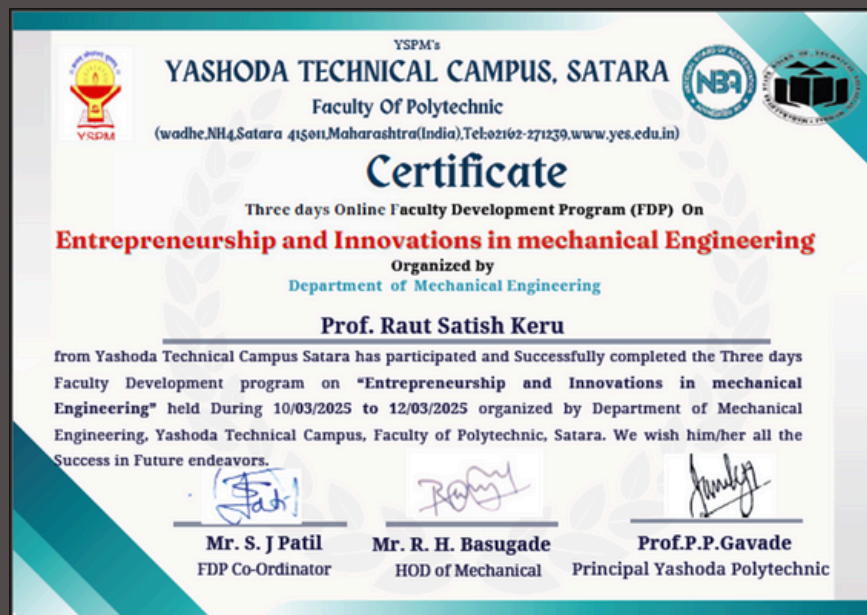 YSPM's
YASHODA TECHNICAL CAMPUS, SATARA
Faculty Of Polytechnic
(wadhe,NH4,Satara 415011,Maharashtra(India),Tel:02162-271239,www.yes.edu.in)
YSPM
NBA
Certificate
Three days Online Faculty Development Program (FDP) On
Entrepreneurship and Innovations in mechanical Engineering
Organized by
Department of Mechanical Engineering
Prof. Raut Satish Keru
from Yashoda Technical Campus Satara has participated and Successfully completed the Three days
Faculty Development program on “Entrepreneurship and Innovations in mechanical
Engineering” held During 10/03/2025 to 12/03/2025 organized by Department of Mechanical
Engineering, Yashoda Technical Campus, Faculty of Polytechnic, Satara. We wish him/her all the
Success in Future endeavors.
Mr. S. J Patil
FDP Co-Ordinator
Mr. R. H. Basugade
HOD of Mechanical
Prof.P.P.Gavade
Principal Yashoda Polytechnic